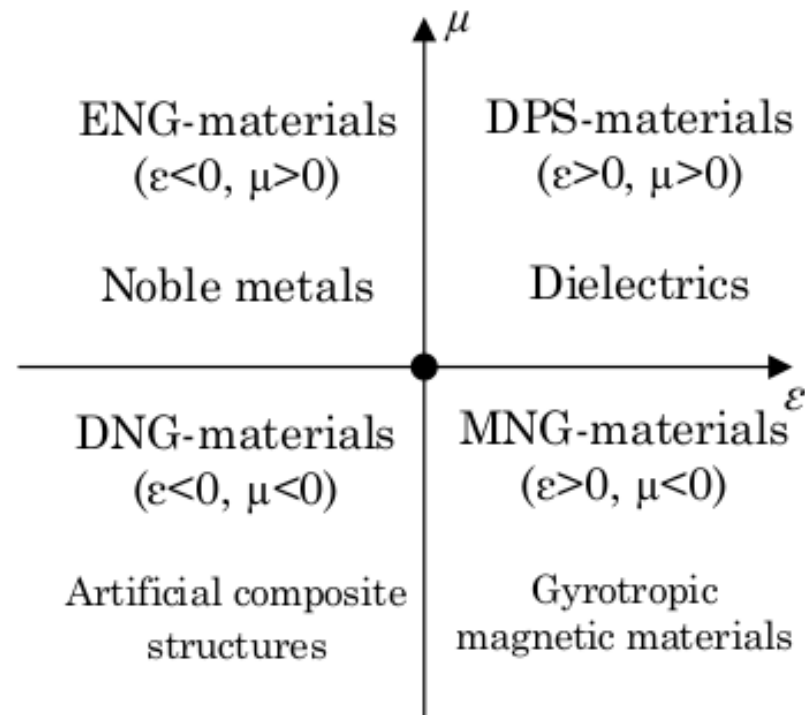 μ
ENG-materials
(ε<0, μ>0)
DPS-materials
(ε>0, μ>0)
Noble metals
Dielectrics
ε
DNG-materials
(ε<0, μ<0)
MNG-materials
(ε>0, μ<0)
Artificial composite
structures
Gyrotropic
magnetic materials